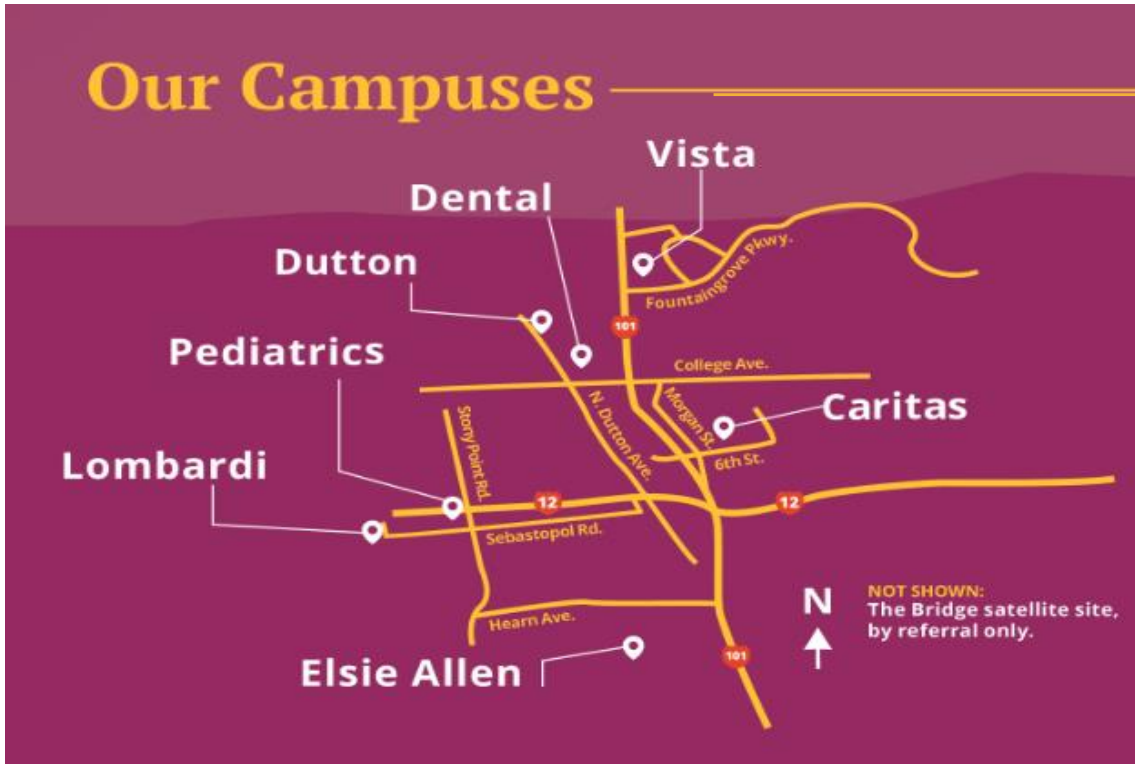 Our Campuses
Vista
Dental
Dutton
Fountaingrove Pkwy.
101
Pediatrics
College Ave.
Caritas
Morgan St.
N. Dutton Ave.
Stony Point Rd.
6th St.
Lombardi
12
12
Sebastopol Rd.
N
NOT SHOWN:
The Bridge satellite site,
by referral only.
Hearn Ave.
Elsie Allen
101